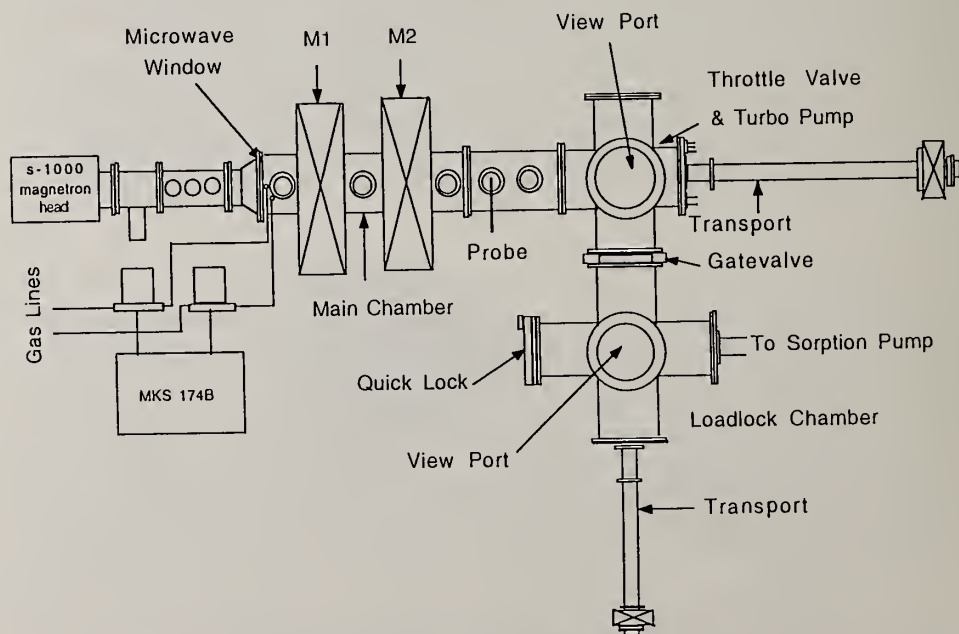 View Port
Microwave
Window
M1
M2
Throttle Valve
& Turbo Pump
s-1000
magnetron
head
Transport
Probe
Gatevalve
Gas Lines
Main Chamber
To Sorption Pump
Quick Lock
MKS 174B
Loadlock Chamber
View Port
Transport